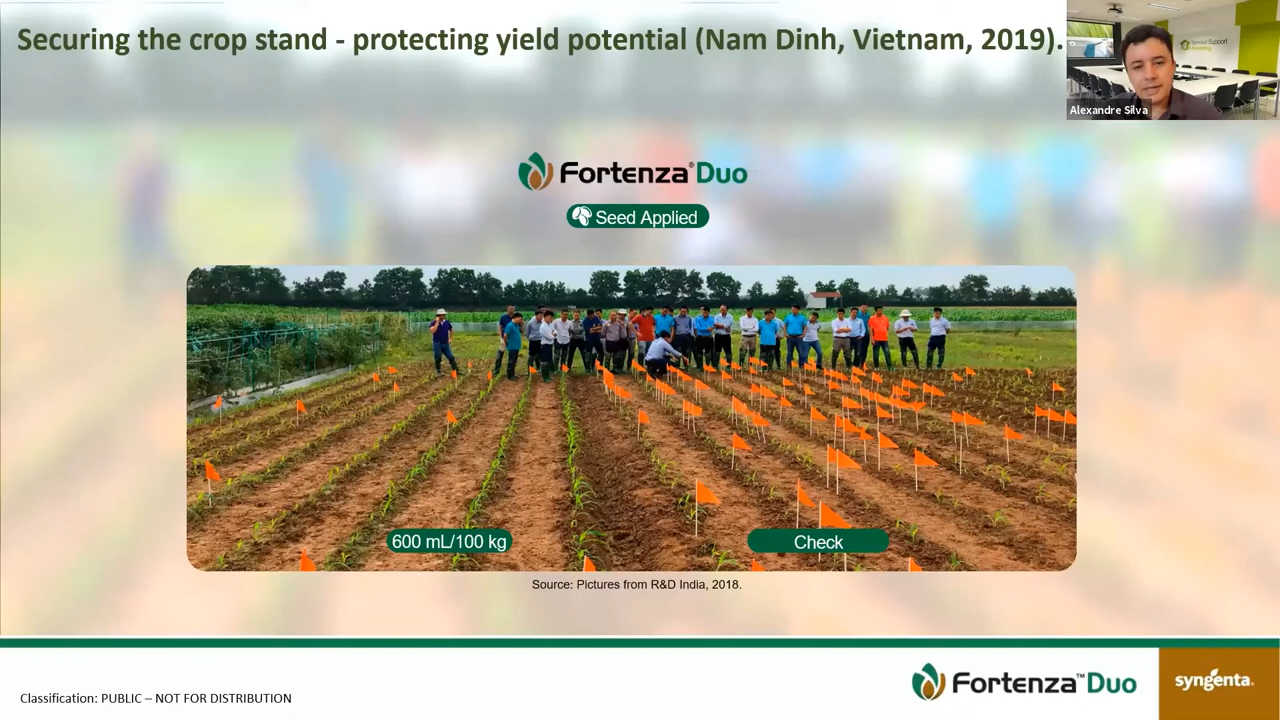 Securing the crop stand - protecting yield potential (Nam Dinh, Vietnam, 2019).
Alexandre Silva
Fortenza® Duo
Seed Applied
600 mL/100 kg
Check
Source: Pictures from R&D India, 2018.
Classification: PUBLIC – NOT FOR DISTRIBUTION
Fortenza™ Duo
syngenta.